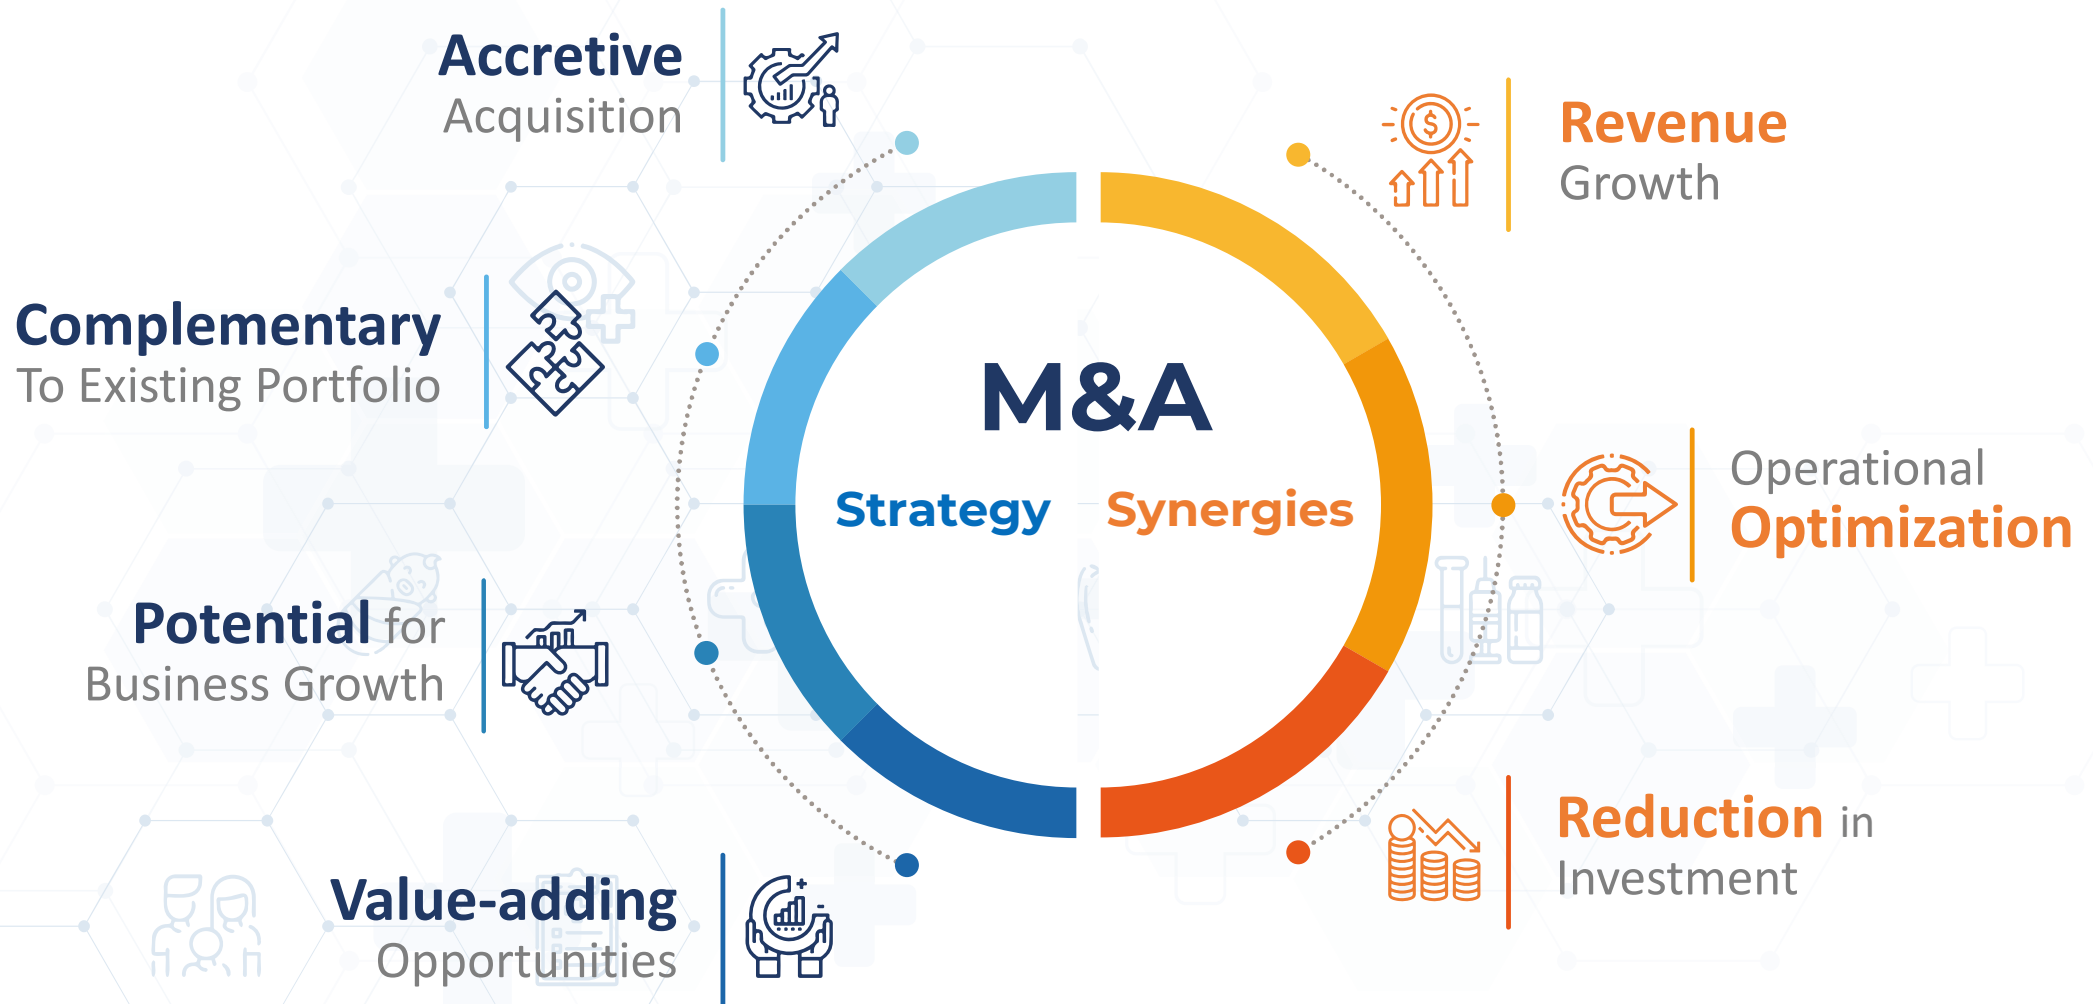 Accretive
Acquisition
Complementary
To Existing Portfolio
Potential for
Business Growth
Value-adding
Opportunities
M&A
Strategy
Synergies
Revenue
Growth
Operational
Optimization
Reduction in
Investment